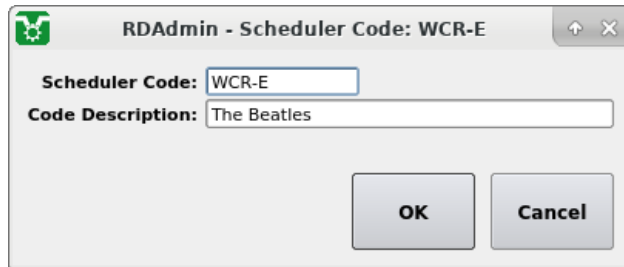 RDAdmin - Scheduler Code: WCR-E
Scheduler Code: WCR-E
Code Description: The Beatles
OK Cancel